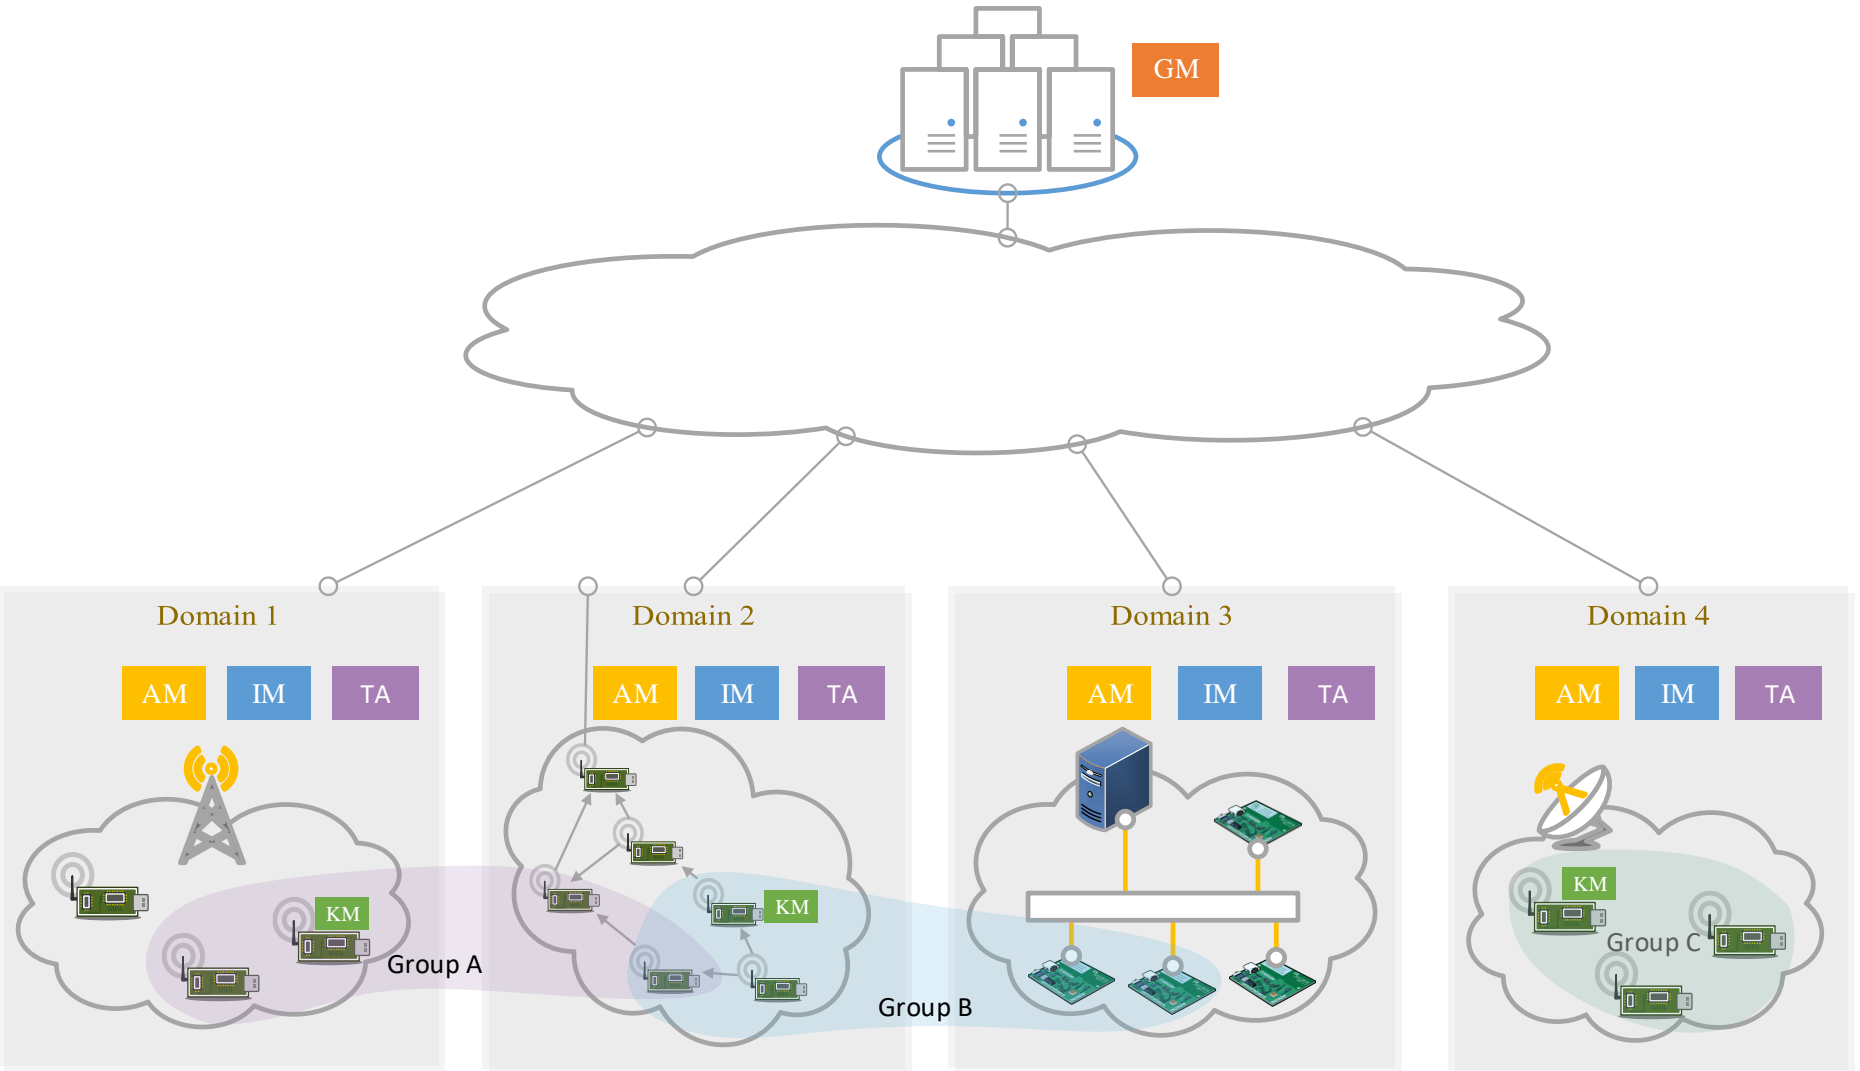 GM
Domain 1
Domain 2
Domain 3
Domain 4
AM IM TA
AM IM TA
AM IM TA
AM IM TA
KM
KM
KM
Group A
Group B
Group C